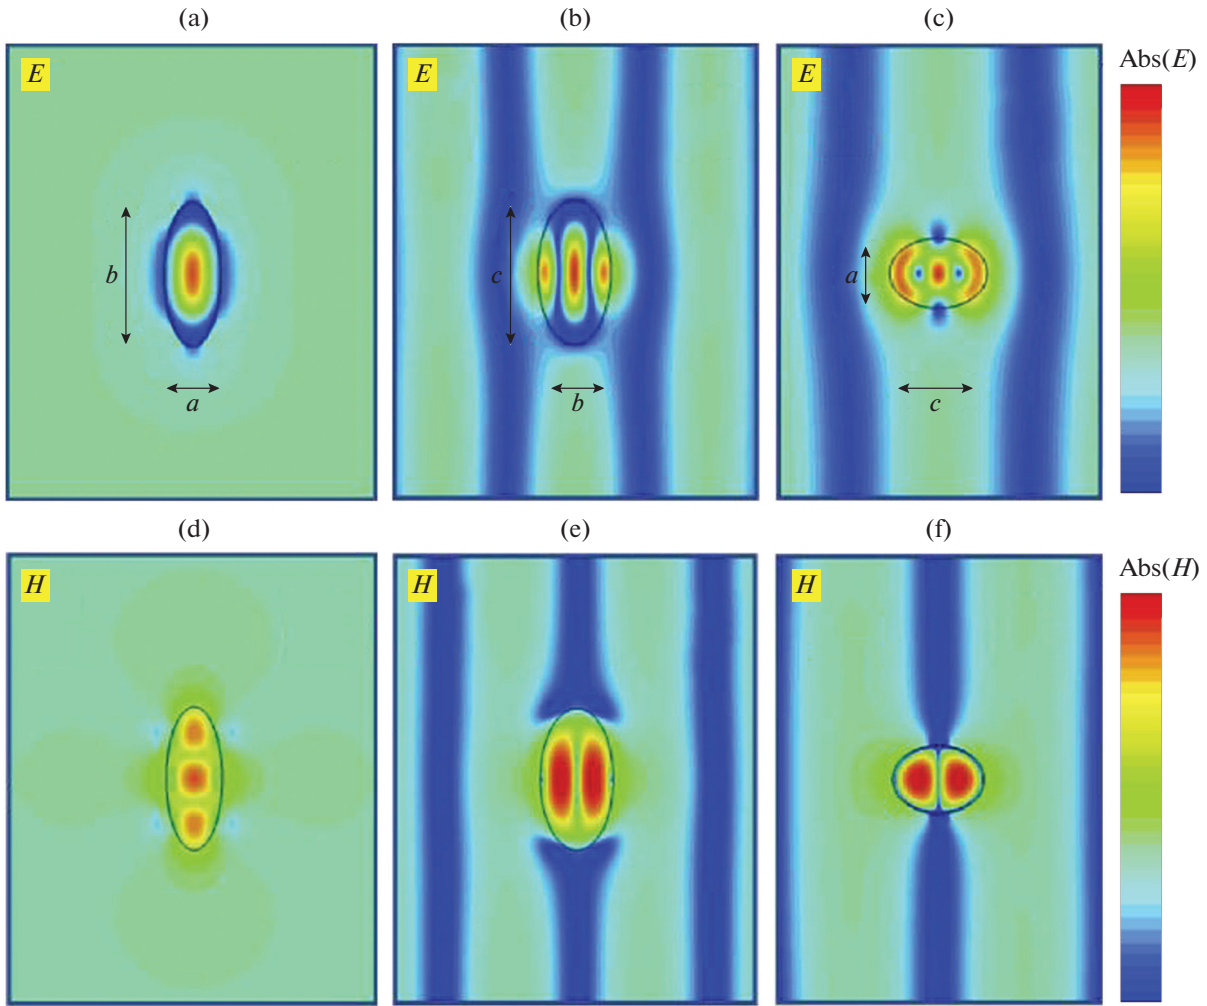 (a) (b) (c)
E E E Abs(E)
b a
c b
a c
(d) (e) (f)
H H H Abs(H)